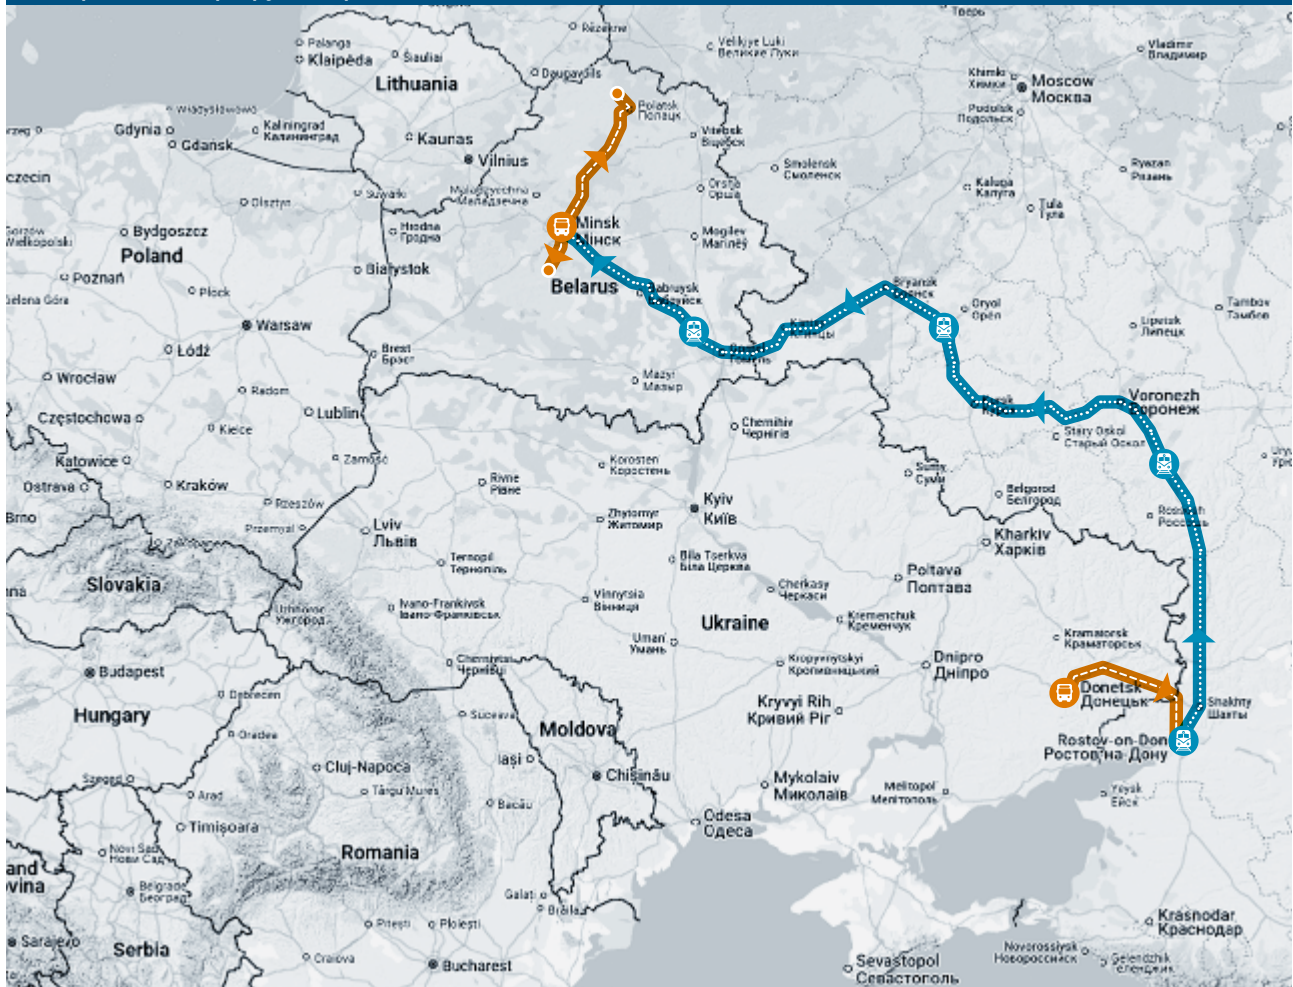 Тверь
Rēzekne
Palanga
Klaipėda
Šiauliai
Lithuania
Velikiye Luki
Великие Луки
Vladimir
Владимир
Daugavpils
Khimki
Химки
Moscow
Москва
Podolsk
Подольск
Władysławowo
Gdynia
Gdańsk
Kaliningrad
Калининград
Kaunas
Vilnius
Polatsk
Полацк
Vitebsk
Віцебск
Smolensk
Смоленск
Ryazan
Рязань
Kaluga
Калуга
Tula
Тула
Suwałki
Maladzyechna
Маладзечна
Orsha
Орша
Olsztyn
Hrodna
Гродна
Minsk
Мінск
Mogilev
Магілёў
Wielkopolski
Bydgoszcz
Poland
Białystok
Belarus
Poznań
Płock
Warsaw
Bryansk
Oryol
Орёл
Tambov
Тамбов
Lipetsk
Липецк
Łódź
Brest
Брэст
Mazyr
Мазыр
Wrocław
Radom
Lublin
Częstochowa
Kielce
Voronezh
Воронеж
Chernihiv
Чернігів
Stary Oskol
Старый Оскол
Katowice
Zamość
Korosten
Коростень
Sumy
Суми
Ostrava
Kraków
Rzeszów
Rivne
Рівне
Belgorod
Белгород
Brno
Przemyśl
Lviv
Львів
Zhytomyr
Житомир
Kyiv
Київ
Kharkiv
Харків
Zakopane
Ternopil
Тернопіль
Bila Tserkva
Біла Церква
Poltava
Полтава
Slovakia
Uzhhorod
Ужгород
Ivano-Frankivsk
Івано-Франківськ
Vinnytsia
Вінниця
Cherkasy
Черкаси
Kremenchuk
Кременчук
Ukraine
Uman'
Умань
Kramatorsk
Краматорськ
Budapest
Chernivtsi
Чернівці
Kropyvnytskyi
Кропивницький
Dnipro
Дніпро
Donetsk
Донецьк
Debrecen
Hungary
Suceava
Moldova
Kryvyi Rih
Кривий Ріг
Shakhty
Шахты
Oradea
Rostov-on-Don
Ростов-на-Дону
Iași
Cluj-Napoca
Chișinău
Szeged
Târgu Mureș
Mykolaiv
Миколаїв
Melitopol
Мелітополь
Yeysk
Ейск
Arad
Bacău
Odesa
Одеса
Timișoara
Novi Sad
Нови Сад
Romania
Belgrade
Београд
Galați
Brăila
Pitești
Ploiești
Krasnodar
Краснодар
Sarajevo
Serbia
Craiova
Bucharest
Sevastopol
Севастополь
Novorossiysk
Новороссийск
Gelendzhik